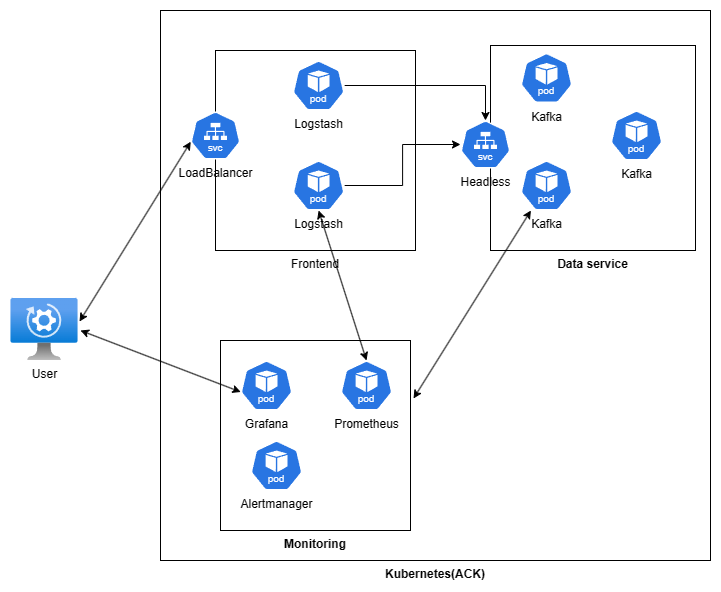 pod
Logstash
svc
LoadBalancer
pod
Logstash
Frontend
svc
Headless
pod
Kafka
pod
Kafka
pod
Kafka
Data service
User
pod
Grafana
pod
Prometheus
pod
Alertmanager
Monitoring
Kubernetes(ACK)